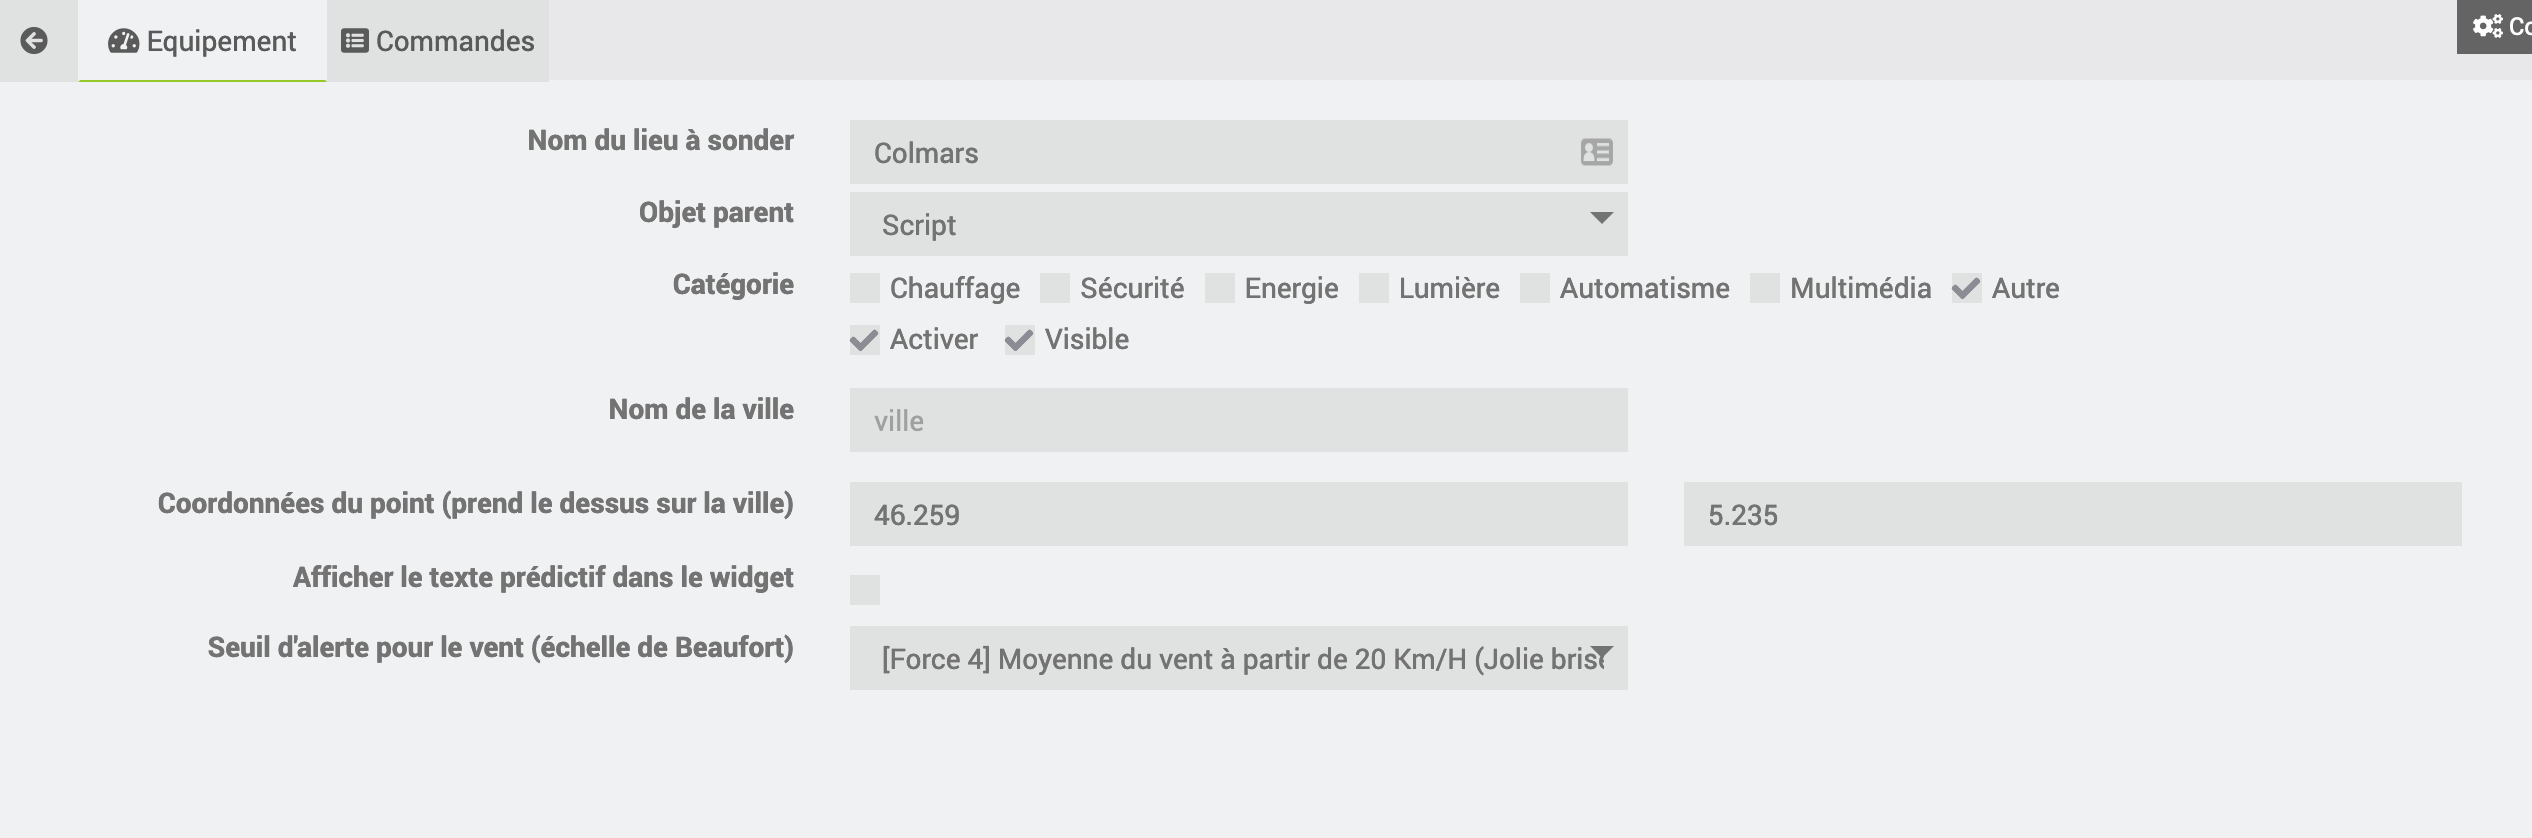 Equipement Commandes Co
Nom du lieu à sonder Colmars
Objet parent Script
Catégorie Chauffage Sécurité Energie Lumière Automatisme Multimédia Autre
Activer Visible
Nom de la ville ville
Coordonnées du point (prend le dessus sur la ville) 46.259 5.235
Afficher le texte prédictif dans le widget
Seuil d'alerte pour le vent (échelle de Beaufort) [Force 4] Moyenne du vent à partir de 20 Km/H (Jolie bris